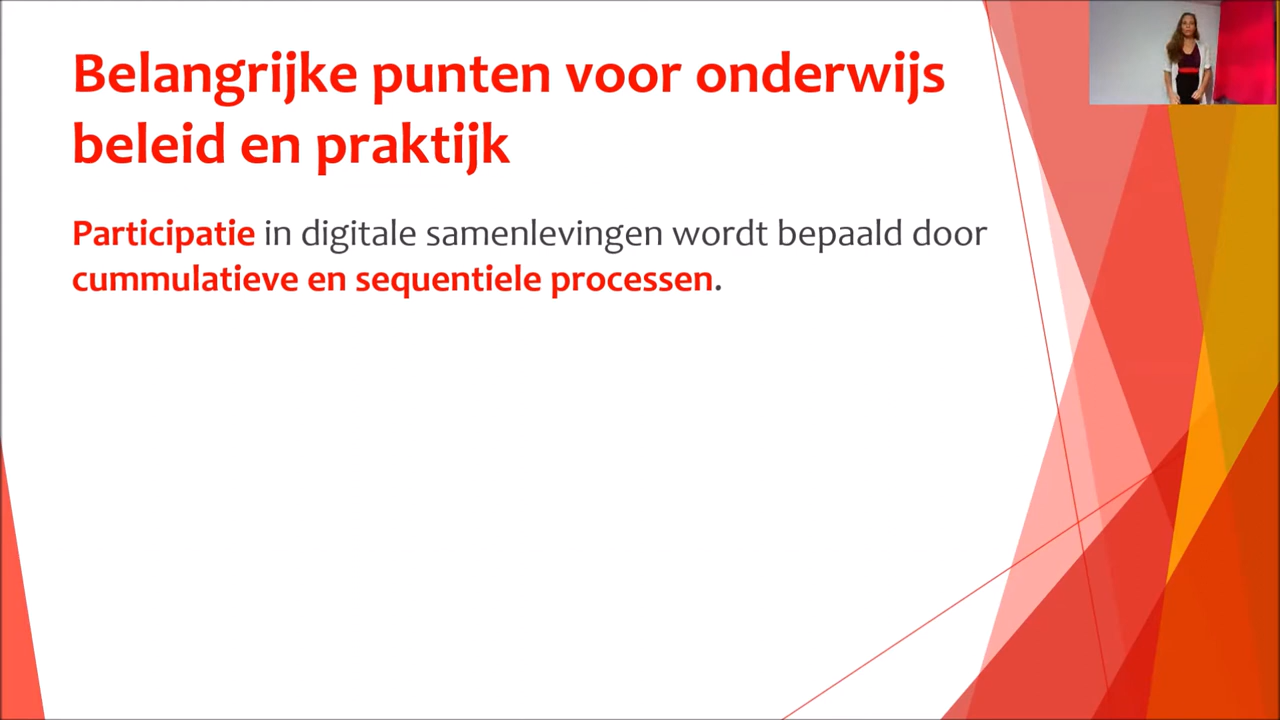 Belangrijke punten voor onderwijs
beleid en praktijk
Participatie in digitale samenlevingen wordt bepaald door
cummulatieve en sequentiele processen.